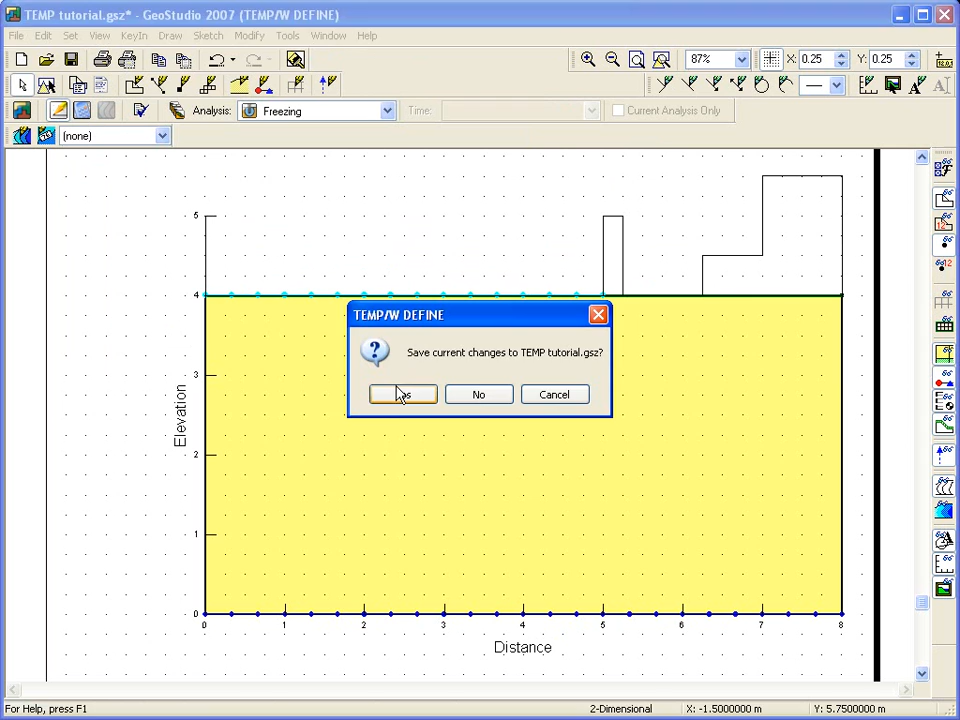 TEMP tutorial.gsz* - GeoStudio 2007 (TEMP/W DEFINE)
File Edit Set View KeyIn Draw Sketch Modify Tools Window Help
87% X: 0.25 Y: 0.25
Analysis: Freezing Time: Current Analysis Only
(none)
5
4
TEMP/W DEFINE
Save current changes to TEMP tutorial.gsz?
No Cancel
3
Elevation
2
1
0
0 1 2 3 4 5 6 7 8
Distance
For Help, press F1 2-Dimensional X: -1.5000000 m Y: 5.7500000 m